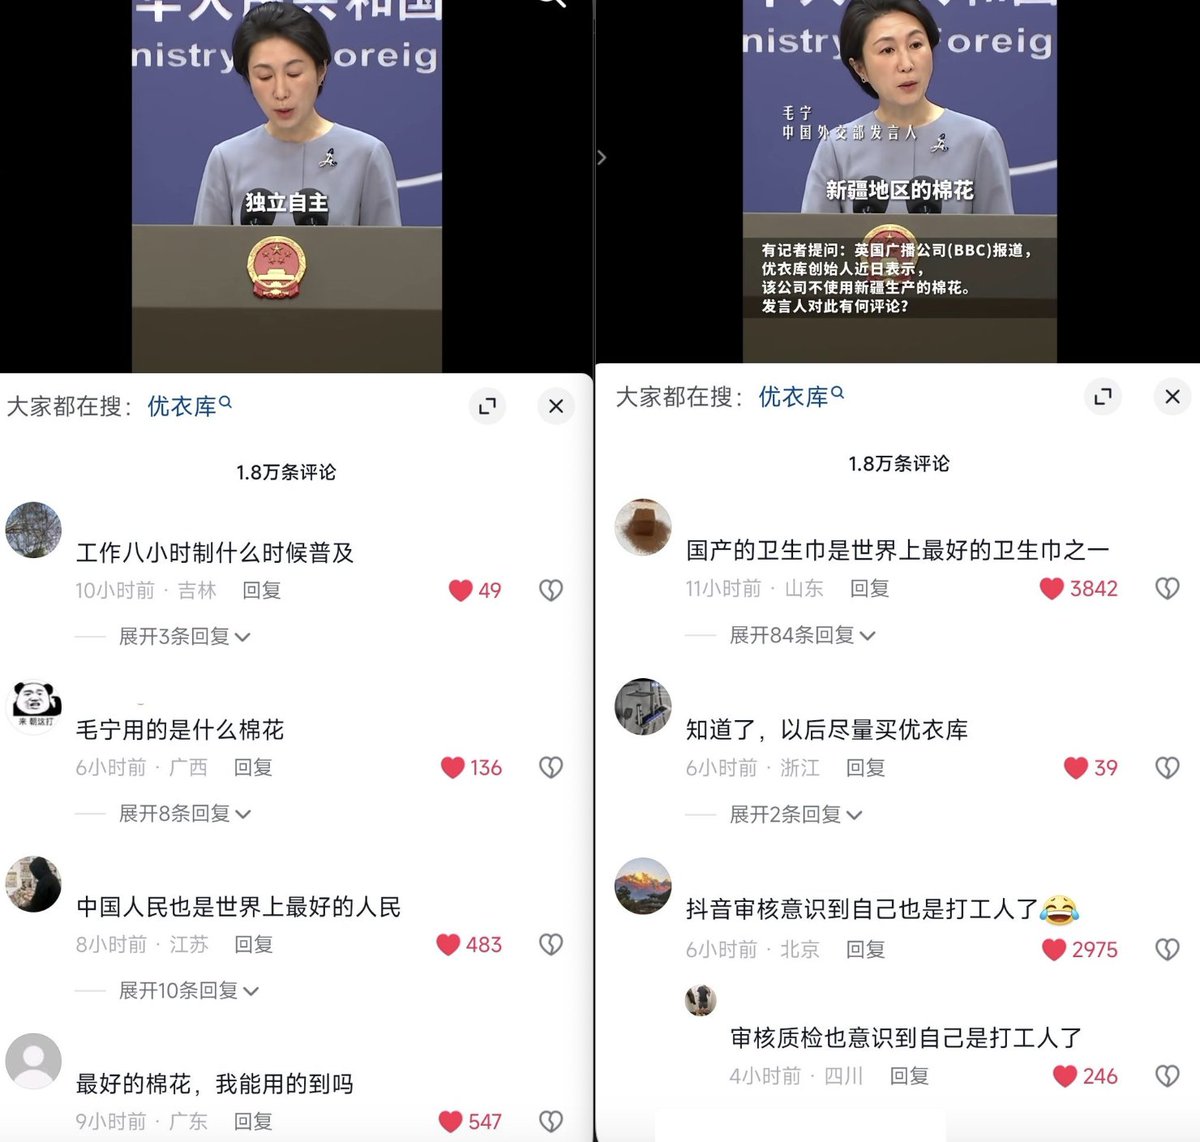 华人民共和国
nistry
oreig
独立自主
大家都在搜：优衣库
1.8万条评论
工作八小时制什么时候普及
10小时前 · 吉林 回复
49
展开3条回复
来 朝这打
毛宁用的是什么棉花
6小时前 · 广西 回复
136
展开8条回复
中国人民也是世界上最好的人民
8小时前 · 江苏 回复
483
展开10条回复
最好的棉花，我能用的到吗
9小时前 · 广东 回复
547
nistry
oreig
毛宁
中国外交部发言人
新疆地区的棉花
有记者提问：英国广播公司(BBC)报道，
优衣库创始人近日表示，
该公司不使用新疆生产的棉花。
发言人对此有何评论？
大家都在搜：优衣库
1.8万条评论
国产的卫生巾是世界上最好的卫生巾之一
11小时前 · 山东 回复
3842
展开84条回复
知道了，以后尽量买优衣库
6小时前 · 浙江 回复
39
展开2条回复
抖音审核意识到自己也是打工人了😂
6小时前 · 北京 回复
2975
审核质检也意识到自己是打工人了
4小时前 · 四川 回复
246